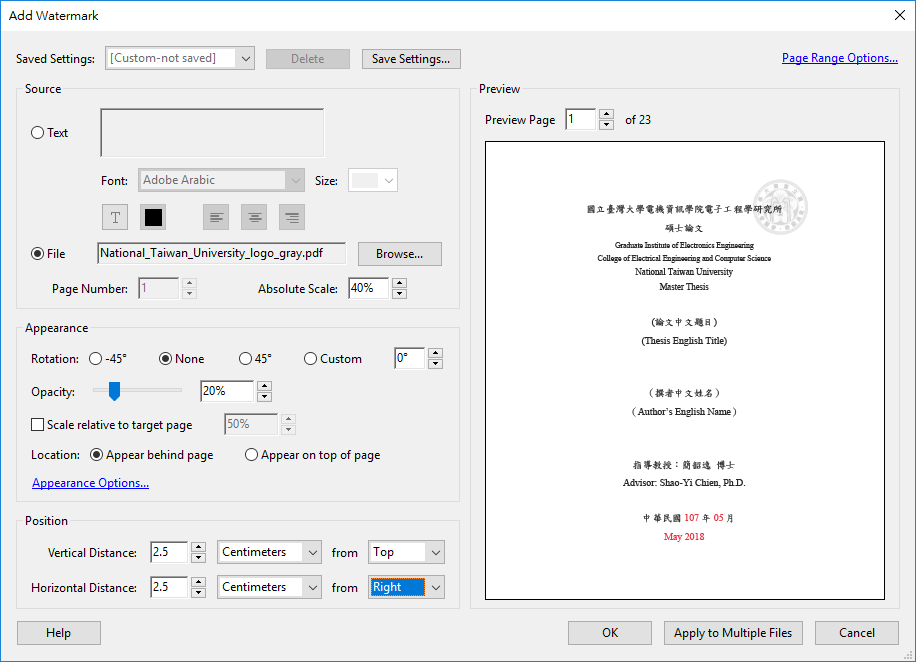 Add Watermark
Saved Settings: [Custom-not saved] Delete Save Settings... Page Range Options...
Source
Text
Font: Adobe Arabic Size:
T
File National_Taiwan_University_logo_gray.pdf Browse...
Page Number: 1 Absolute Scale: 40%
Appearance
Rotation: -45° None 45° Custom 0°
Opacity: 20%
Scale relative to target page 50%
Location: Appear behind page Appear on top of page
Appearance Options...
Position
Vertical Distance: 2.5 Centimeters from Top
Horizontal Distance: 2.5 Centimeters from Right
Preview
Preview Page 1 of 23
國立臺灣大學電機資訊學院電子工程學研究所
碩士論文
Graduate Institute of Electronics Engineering
College of Electrical Engineering and Computer Science
National Taiwan University
Master Thesis
(論文中文題目)
(Thesis English Title)
(撰者中文姓名)
( Author's English Name )
指導教授：簡韶逸 博士
Advisor: Shao-Yi Chien, Ph.D.
中華民國 107 年 05 月
May 2018
Help OK Apply to Multiple Files Cancel